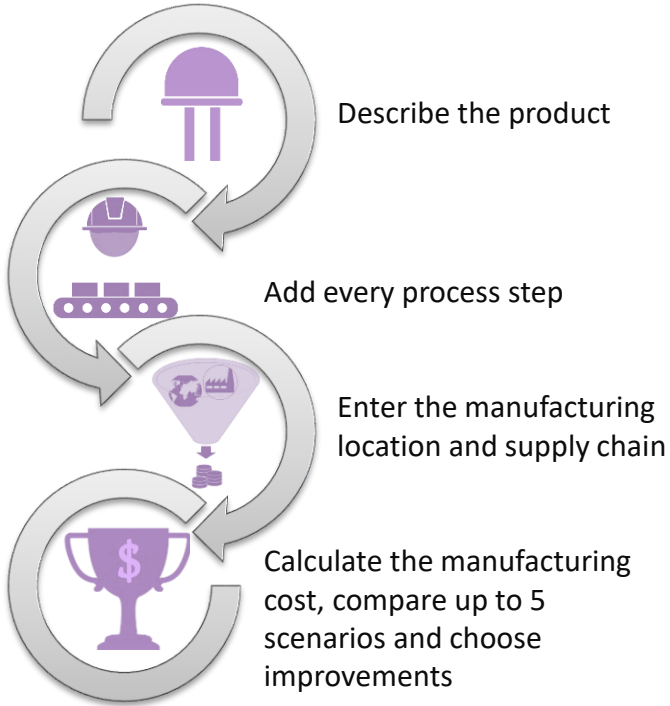 Describe the product
Add every process step
Enter the manufacturing
location and supply chain
$
Calculate the manufacturing
cost, compare up to 5
scenarios and choose
improvements